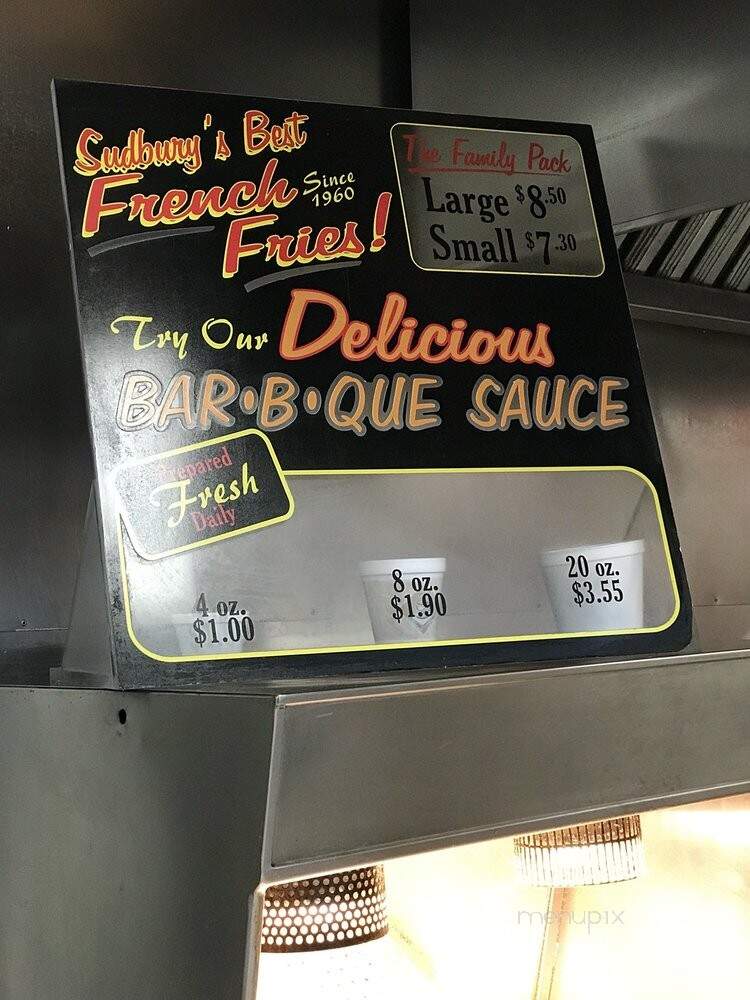 Sudbury's Best
French Since 1960
Fries!
The Family Pack
Large $8.50
Small $7.30
Try Our Delicious
BAR•B•QUE SAUCE
Prepared
Fresh
Daily
4 oz.
$1.00
8 oz.
$1.90
20 oz.
$3.55
menupix